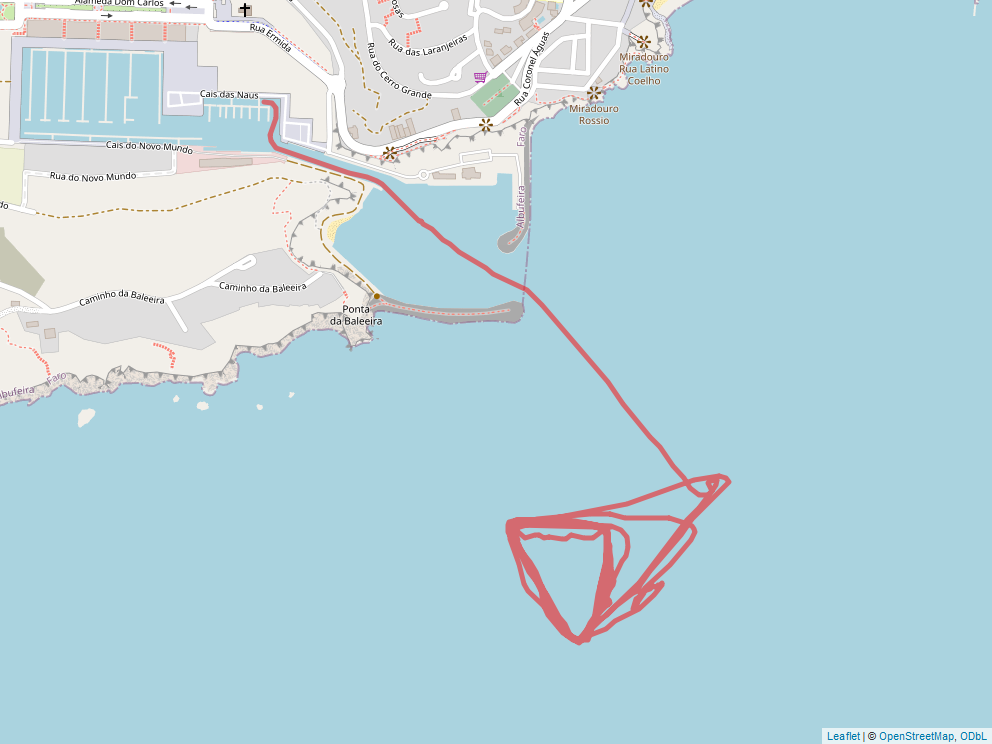 Alameda Dom Carlos
Rua Ermida
Rua das Laranjeiras
Rua do Cerro Grande
Rua Coronel Águas
Miradouro
Rua Latino
Coelho
Miradouro
Rossio
Cais das Naus
Cais do Novo Mundo
Rua do Novo Mundo
Faro
Albufeira
Caminho da Baleeira
Caminho da Baleeira
Ponta
da Baleeira
Faro
Leaflet | © OpenStreetMap, ODbL